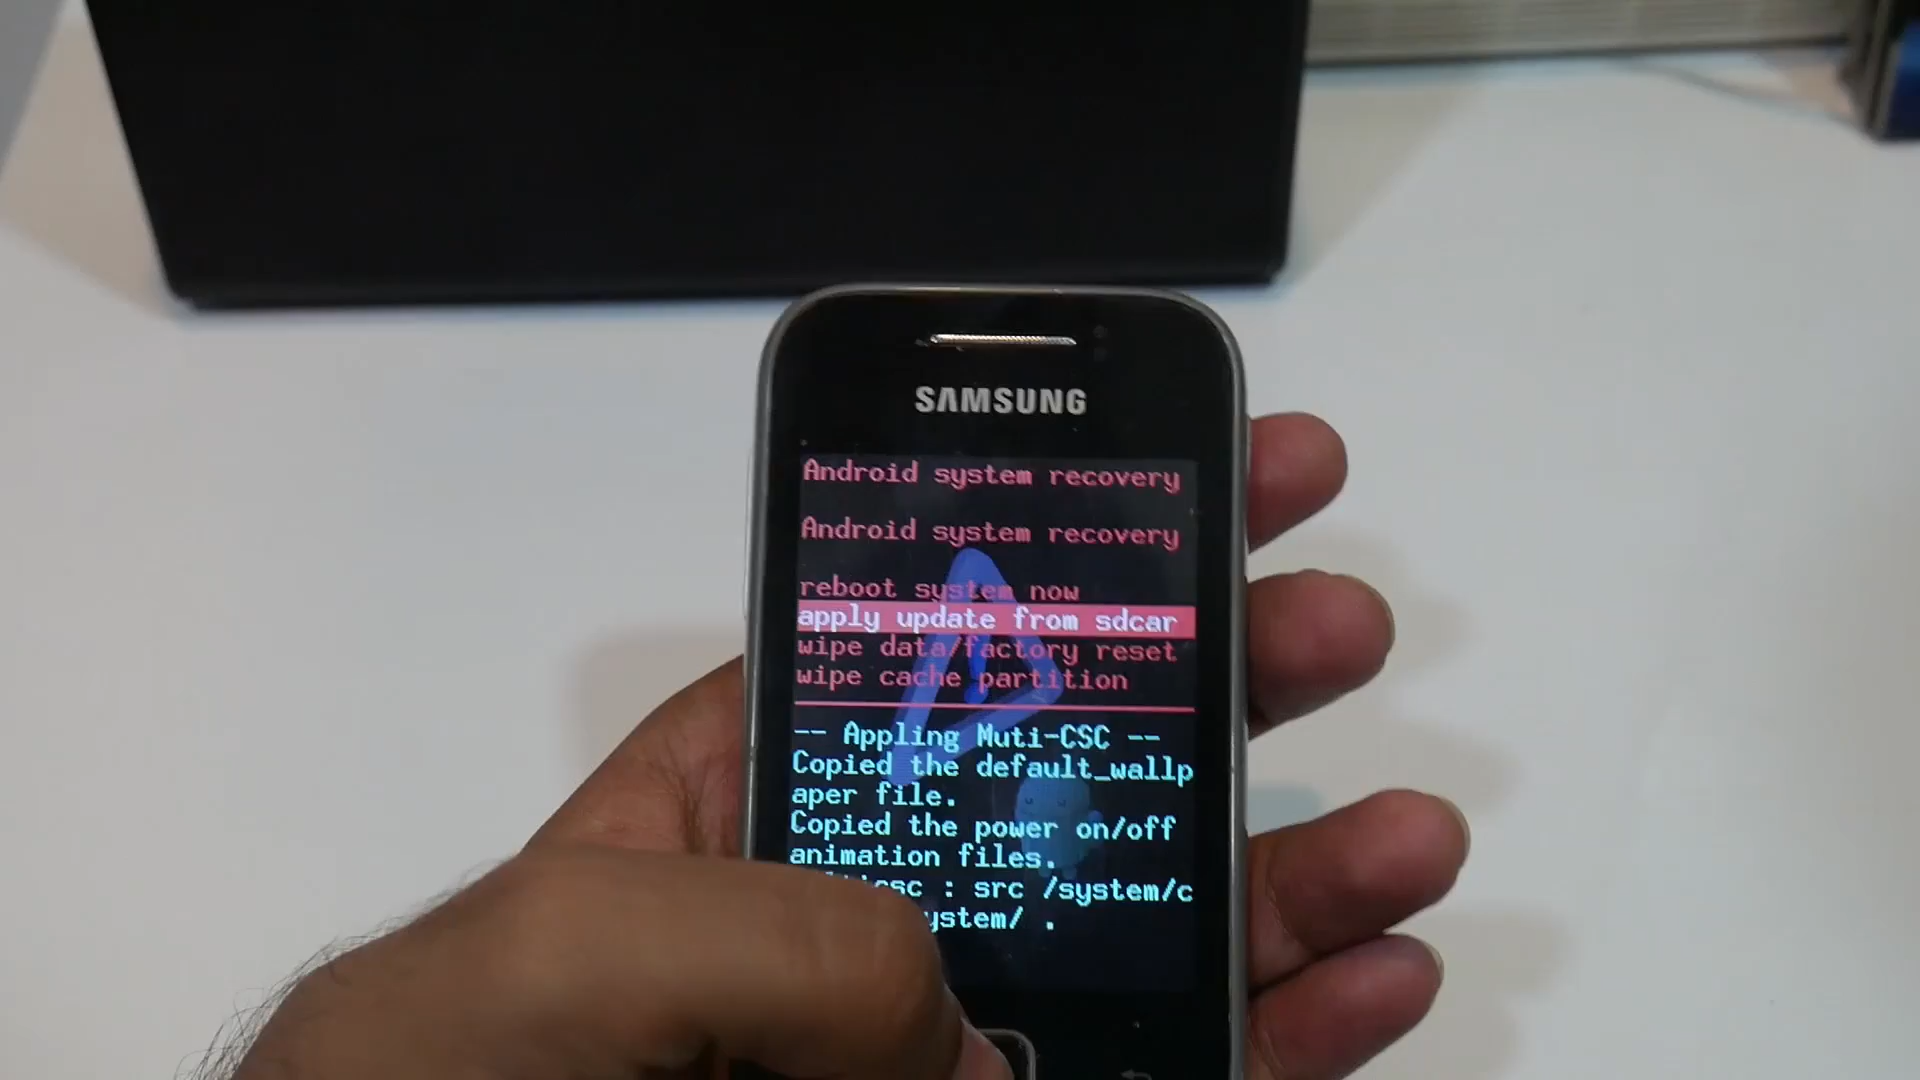 SAMSUNG
Android system recovery
Android system recovery
reboot system now
apply update from sdcar
wipe data/factory reset
wipe cache partition
-- Appling Muti-CSC --
Copied the default_wallp
aper file.
Copied the power on/off
animation files.
: src /system/c